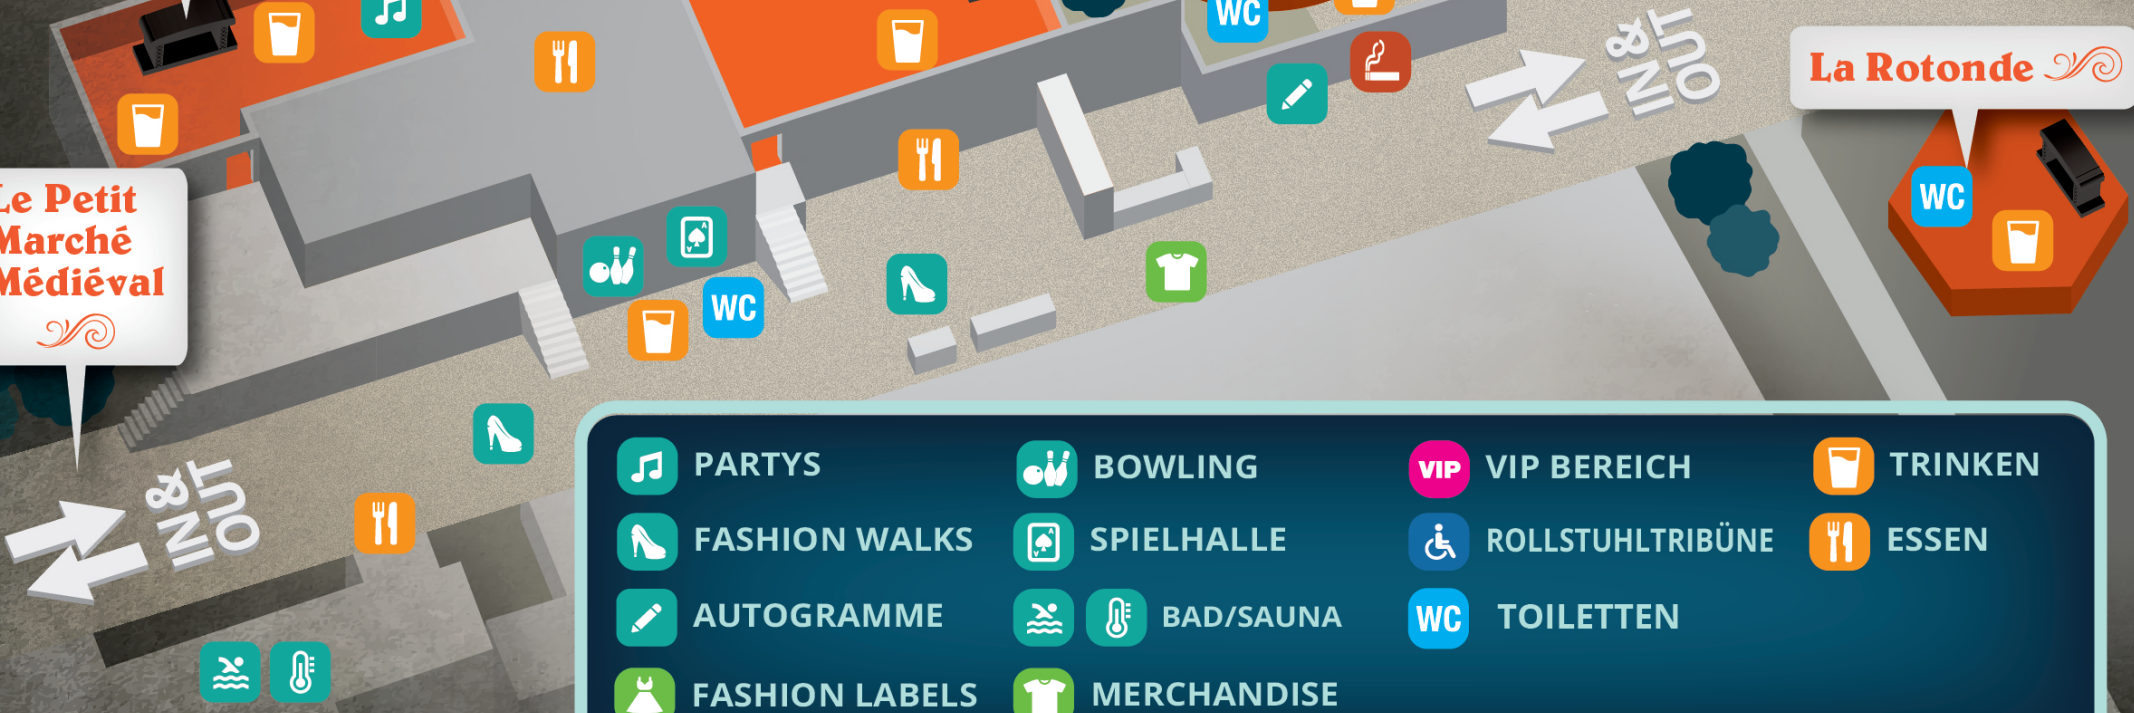 WC
IN &
OUT
La Rotonde
WC
Le Petit
Marché
Médiéval
WC
IN &
OUT
PARTYS
BOWLING
VIP VIP BEREICH
TRINKEN
FASHION WALKS
SPIELHALLE
ROLLSTUHLTRIBÜNE
ESSEN
AUTOGRAMME
BAD/SAUNA
WC TOILETTEN
FASHION LABELS
MERCHANDISE